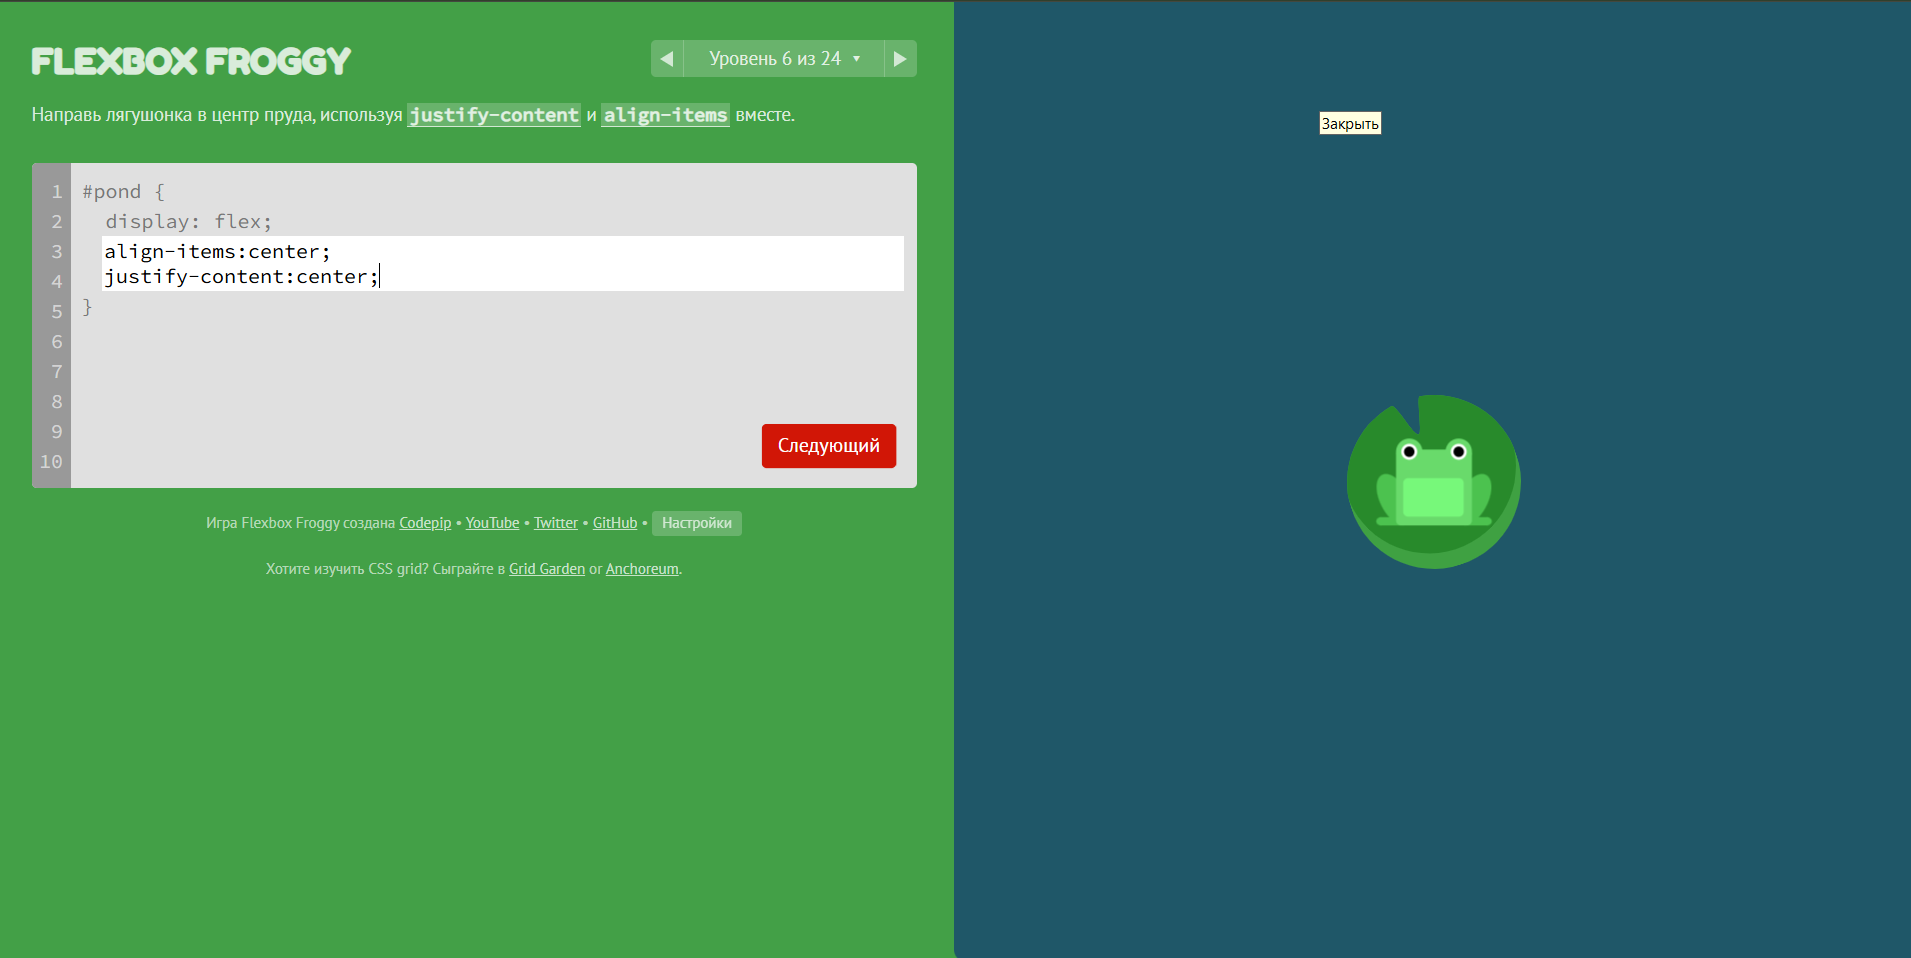 FLEXBOX FROGGY
◀ Уровень 6 из 24 ▾ ▶
Направь лягушонка в центр пруда, используя justify-content и align-items вместе.
Закрыть
1 #pond {
2 display: flex;
3 align-items:center;
4 justify-content:center;
5 }
6
7
8
9
10
Следующий
Игра Flexbox Froggy создана Codepip • YouTube • Twitter • GitHub • Настройки
Хотите изучить CSS grid? Сыграйте в Grid Garden or Anchoreum.